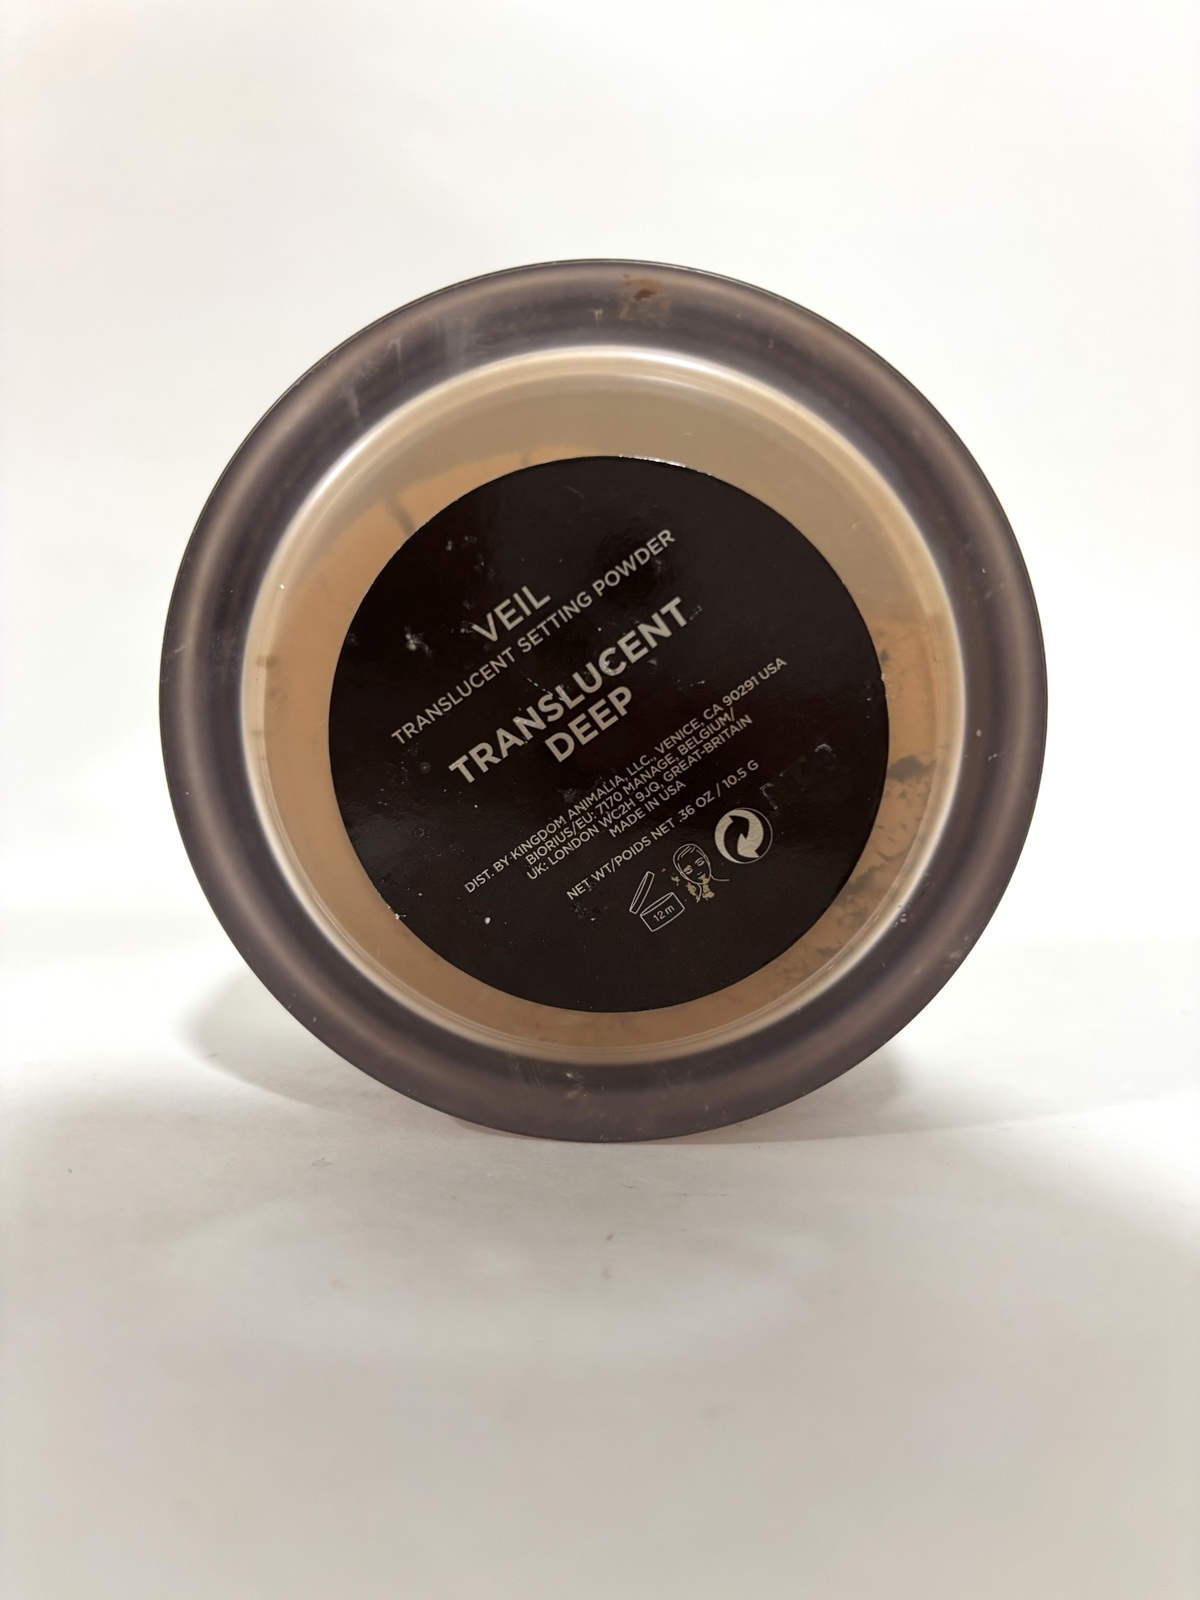 VEIL
TRANSLUCENT SETTING POWDER
TRANSLUCENT
DEEP
DIST. BY KINGDOM ANIMALIA, LLC., VENICE, CA 90291 USA
BIORIUS/EU: 7170 MANAGE, BELGIUM/
UK: LONDON WC2H 9JQ, GREAT-BRITAIN
MADE IN USA
NET WT/POIDS NET .36 OZ / 10.5 G
12m